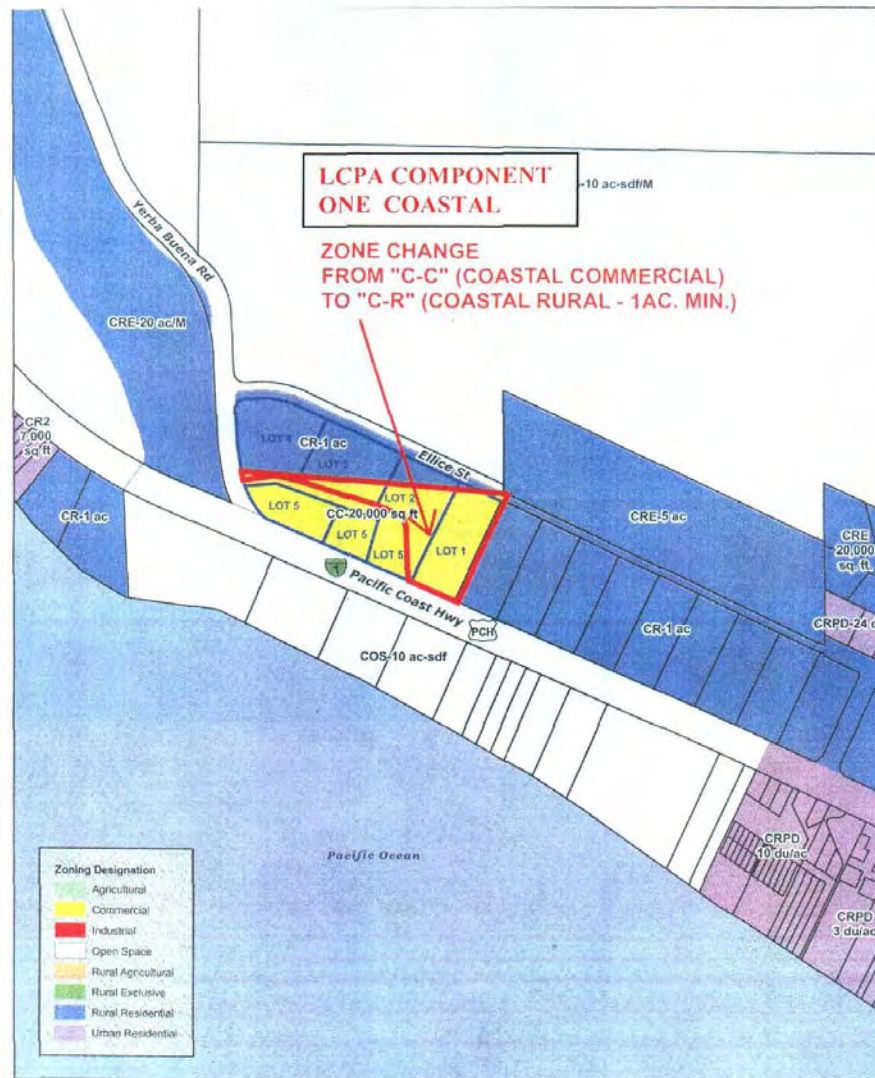 LCPA COMPONENT
ONE COASTAL
-10 ac-sdf/M
ZONE CHANGE
FROM "C-C" (COASTAL COMMERCIAL)
TO "C-R" (COASTAL RURAL - 1AC. MIN.)
Yerba Buena Rd
CRE-20 ac/M
CR2
7,000
sq ft
CR-1 ac
LOT 4
CR-1 ac
LOT 3
Ellice St
LOT 2
LOT 5
CC-20,000 sq ft
LOT 5
LOT 5
LOT 1
CRE-5 ac
CRE
20,000
sq. ft.
1
Pacific Coast Hwy
PCH
CR-1 ac
CRPD-24 d
COS-10 ac-sdf
CRPD
10 du/ac
CRPD
3 du/ac
Pacific Ocean
Zoning Designation
Agricultural
Commercial
Industrial
Open Space
Rural Agricultural
Rural Exclusive
Rural Residential
Urban Residential